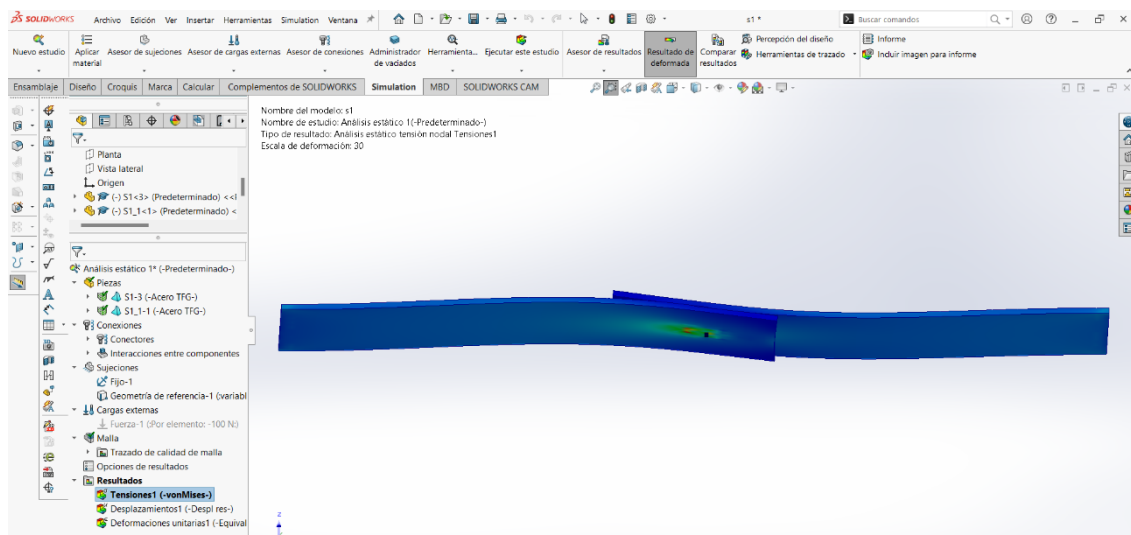 SOLIDWORKS Archivo Edición Ver Insertar Herramientas Simulation Ventana s1 * Buscar comandos
Nuevo estudio Aplicar material Asesor de sujeciones Asesor de cargas externas Asesor de conexiones Administrador de vaciados Herramienta... Ejecutar este estudio Asesor de resultados Resultado de deformada Comparar resultados
Percepción del diseño
Herramientas de trazado
Informe
Incluir imagen para informe
Ensamblaje Diseño Croquis Marca Calcular Complementos de SOLIDWORKS Simulation MBD SOLIDWORKS CAM
Nombre del modelo: s1
Nombre de estudio: Análisis estático 1(-Predeterminado-)
Tipo de resultado: Análisis estático tensión nodal Tensiones1
Escala de deformación: 30
Planta
Vista lateral
Origen
(-) S1<3> (Predeterminado) <<I
(-) S1_1<1> (Predeterminado) <
Análisis estático 1* (-Predeterminado-)
Piezas
S1-3 (-Acero TFG-)
S1_1-1 (-Acero TFG-)
Conexiones
Conectores
Interacciones entre componentes
Sujeciones
Fijo-1
Geometría de referencia-1 (:variabl
Cargas externas
Fuerza-1 (:Por elemento: -100 N:)
Malla
Trazado de calidad de malla
Opciones de resultados
Resultados
Tensiones1 (-vonMises-)
Desplazamientos1 (-Despl res-)
Deformaciones unitarias1 (-Equival
z